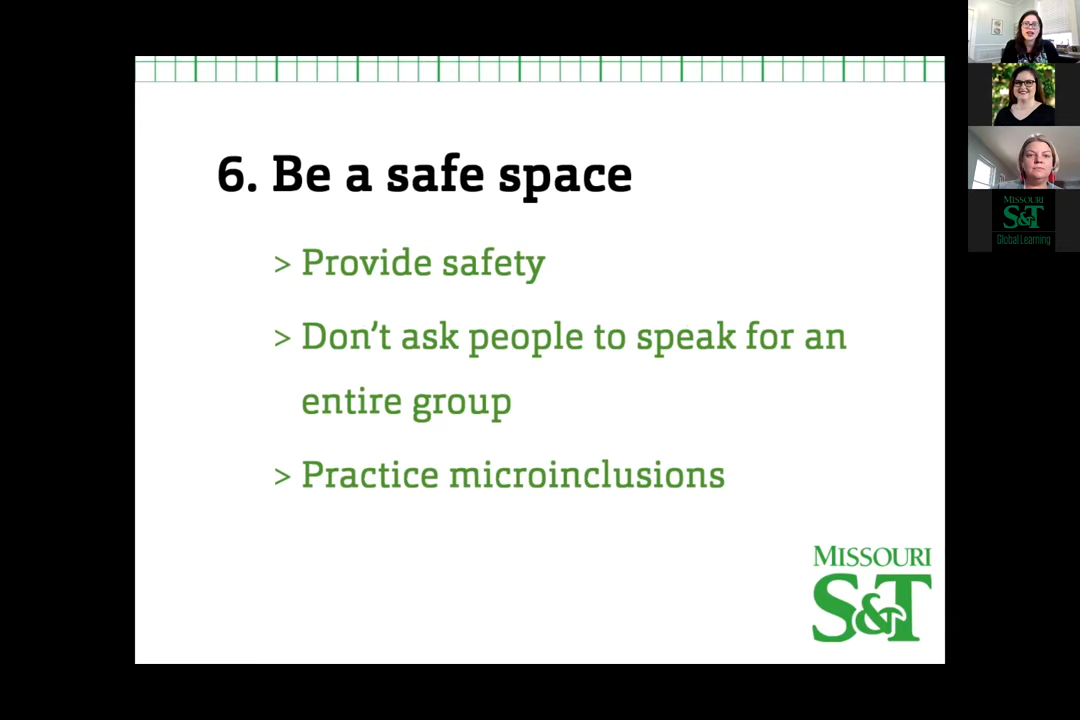 6. Be a safe space
> Provide safety
> Don't ask people to speak for an
entire group
> Practice microinclusions
MISSOURI
S&T
MISSOURI
S&T
Global Learning